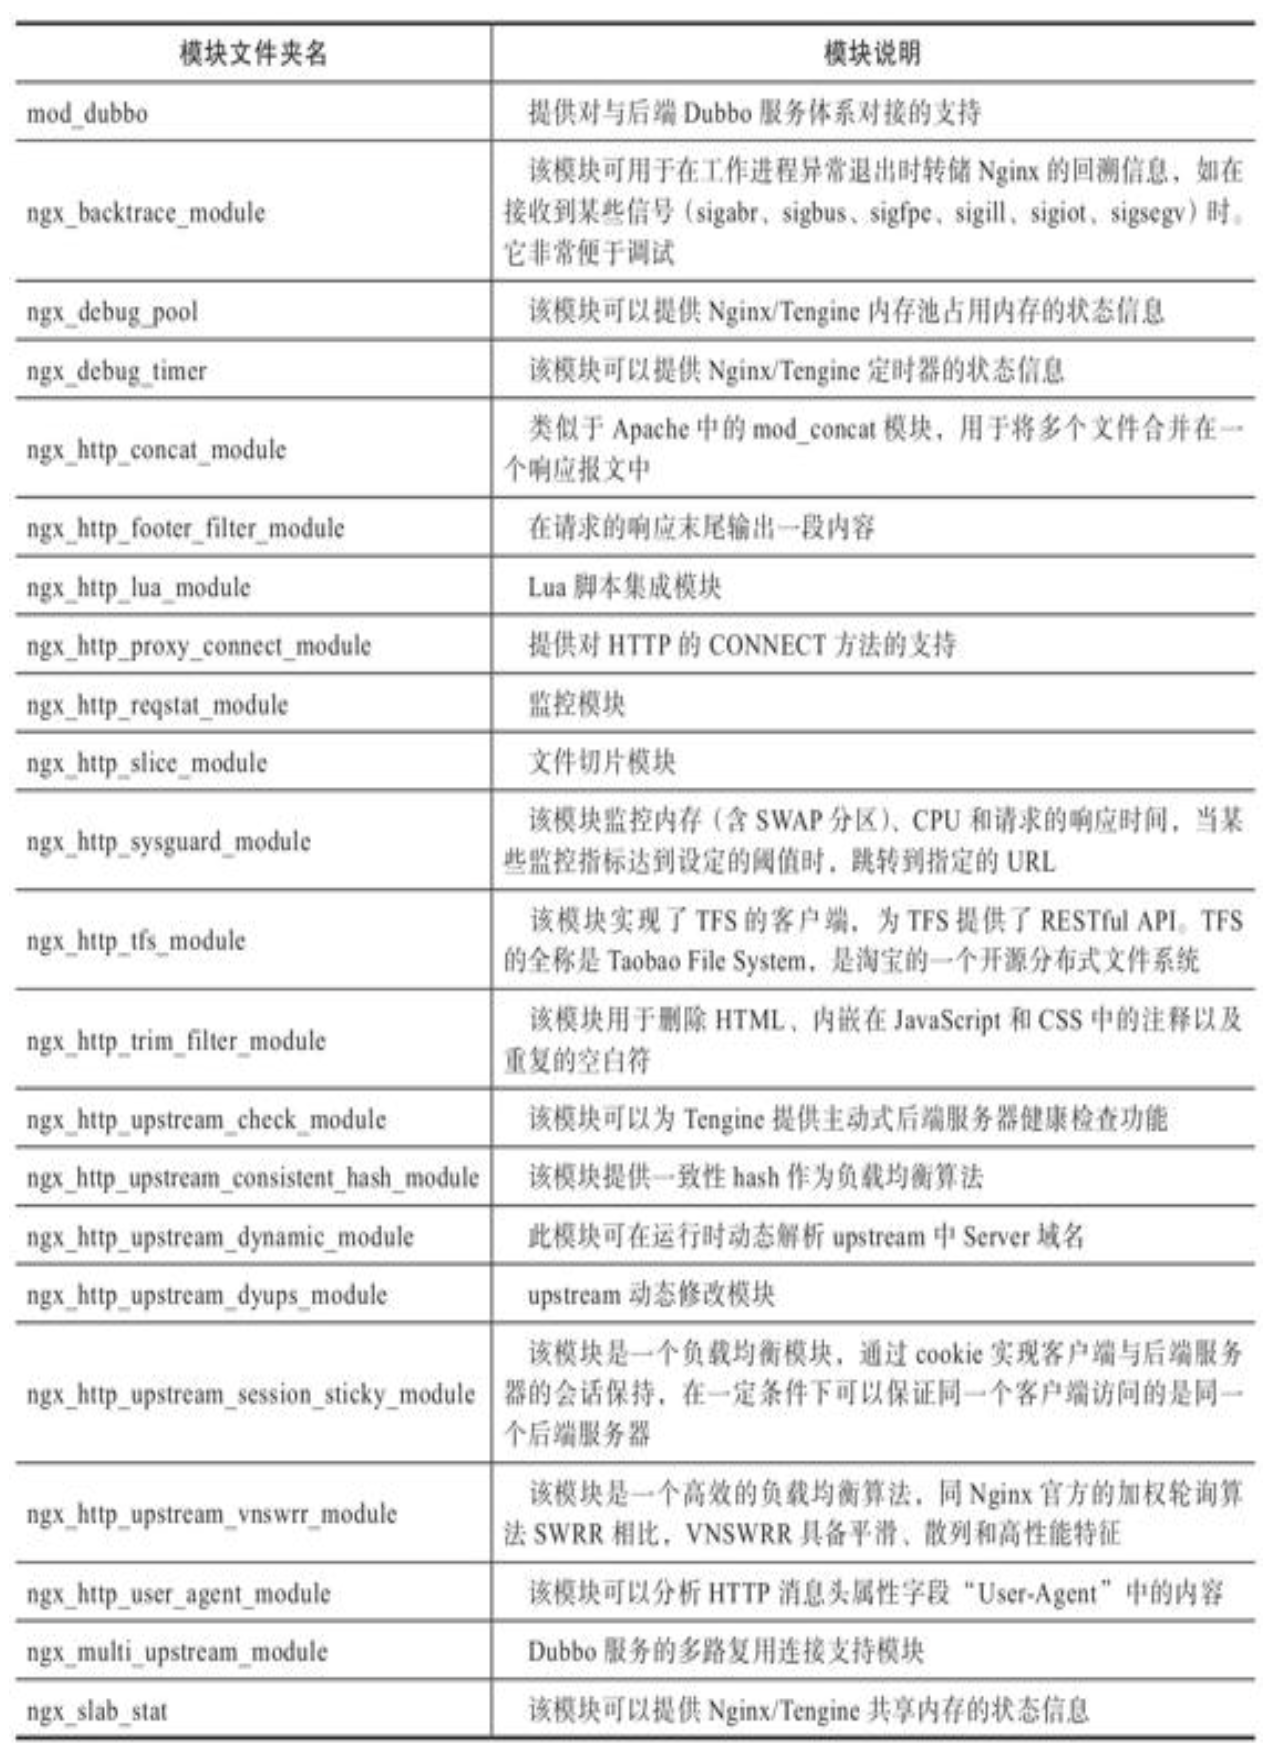 模块文件夹名 模块说明
mod_dubbo 提供对与后端 Dubbo 服务体系对接的支持
ngx_backtrace_module 该模块可用于在工作进程异常退出时转储 Nginx 的回溯信息，如在
接收到某些信号（sigabr、sigbus、sigfpe、sigill、sigiot、sigsegv）时。
它非常便于调试
ngx_debug_pool 该模块可以提供 Nginx/Tengine 内存池占用内存的状态信息
ngx_debug_timer 该模块可以提供 Nginx/Tengine 定时器的状态信息
ngx_http_concat_module 类似于 Apache 中的 mod_concat 模块，用于将多个文件合并在一
个响应报文中
ngx_http_footer_filter_module 在请求的响应末尾输出一段内容
ngx_http_lua_module Lua 脚本集成模块
ngx_http_proxy_connect_module 提供对 HTTP 的 CONNECT 方法的支持
ngx_http_reqstat_module 监控模块
ngx_http_slice_module 文件切片模块
ngx_http_sysguard_module 该模块监控内存（含 SWAP 分区）、CPU 和请求的响应时间，当某
些监控指标达到设定的阈值时，跳转到指定的 URL
ngx_http_tfs_module 该模块实现了 TFS 的客户端，为 TFS 提供了 RESTful API。TFS
的全称是 Taobao File System，是淘宝的一个开源分布式文件系统
ngx_http_trim_filter_module 该模块用于删除 HTML、内嵌在 JavaScript 和 CSS 中的注释以及
重复的空白符
ngx_http_upstream_check_module 该模块可以为 Tengine 提供主动式后端服务器健康检查功能
ngx_http_upstream_consistent_hash_module 该模块提供一致性 hash 作为负载均衡算法
ngx_http_upstream_dynamic_module 此模块可在运行时动态解析 upstream 中 Server 域名
ngx_http_upstream_dyups_module upstream 动态修改模块
ngx_http_upstream_session_sticky_module 该模块是一个负载均衡模块，通过 cookie 实现客户端与后端服务
器的会话保持，在一定条件下可以保证同一个客户端访问的是同一
个后端服务器
ngx_http_upstream_vnswrr_module 该模块是一个高效的负载均衡算法，同 Nginx 官方的加权轮询算
法 SWRR 相比，VNSWRR 具备平滑、散列和高性能特征
ngx_http_user_agent_module 该模块可以分析 HTTP 消息头属性字段“User-Agent”中的内容
ngx_multi_upstream_module Dubbo 服务的多路复用连接支持模块
ngx_slab_stat 该模块可以提供 Nginx/Tengine 共享内存的状态信息